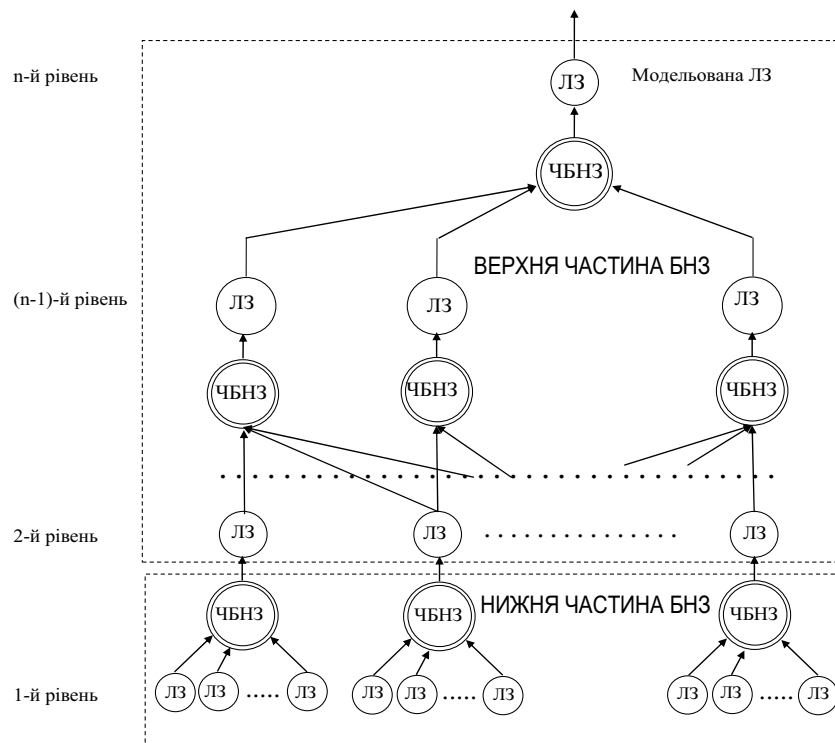 n-й рівень
ЛЗ
Модельована ЛЗ
ЧБНЗ
ВЕРХНЯ ЧАСТИНА БНЗ
(n-1)-й рівень
ЛЗ ЛЗ ЛЗ
ЧБНЗ ЧБНЗ ЧБНЗ
2-й рівень
ЛЗ ЛЗ ЛЗ
НИЖНЯ ЧАСТИНА БНЗ
ЧБНЗ ЧБНЗ ЧБНЗ
1-й рівень
ЛЗ ЛЗ ..... ЛЗ ЛЗ ЛЗ ..... ЛЗ ЛЗ ЛЗ ..... ЛЗ